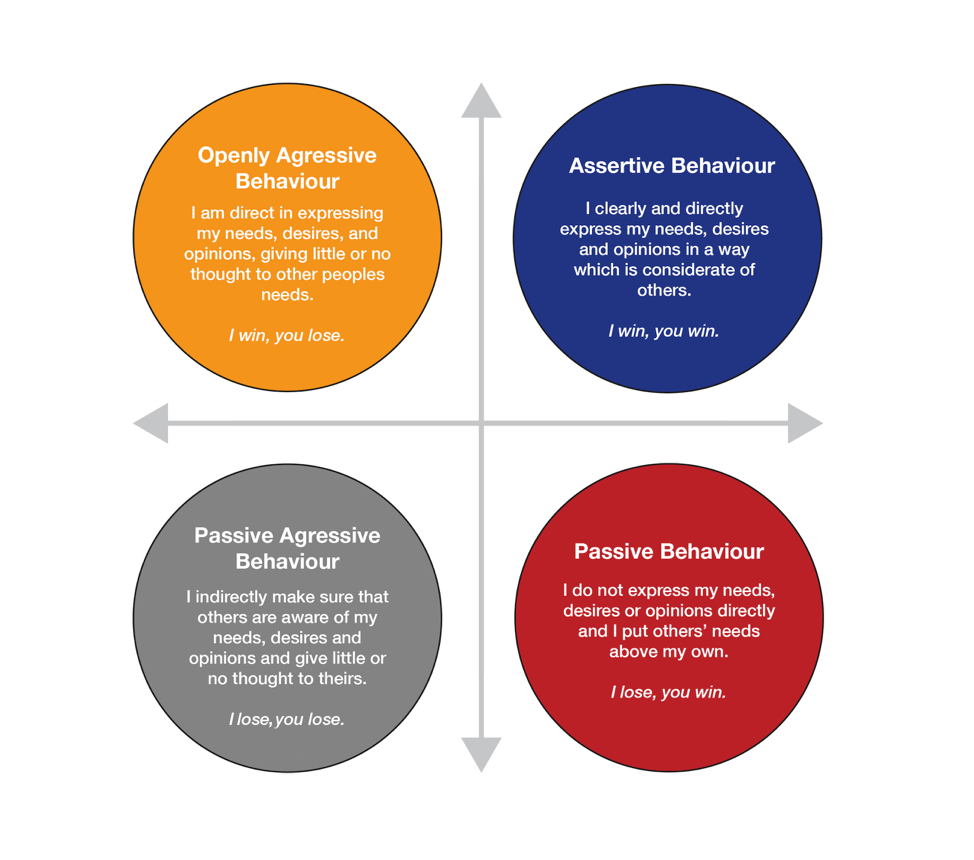 Openly Agressive
Behaviour
I am direct in expressing
my needs, desires, and
opinions, giving little or no
thought to other peoples
needs.
I win, you lose.
Assertive Behaviour
I clearly and directly
express my needs, desires
and opinions in a way
which is considerate of
others.
I win, you win.
Passive Agressive
Behaviour
I indirectly make sure that
others are aware of my
needs, desires and
opinions and give little or
no thought to theirs.
I lose, you lose.
Passive Behaviour
I do not express my needs,
desires or opinions directly
and I put others’ needs
above my own.
I lose, you win.